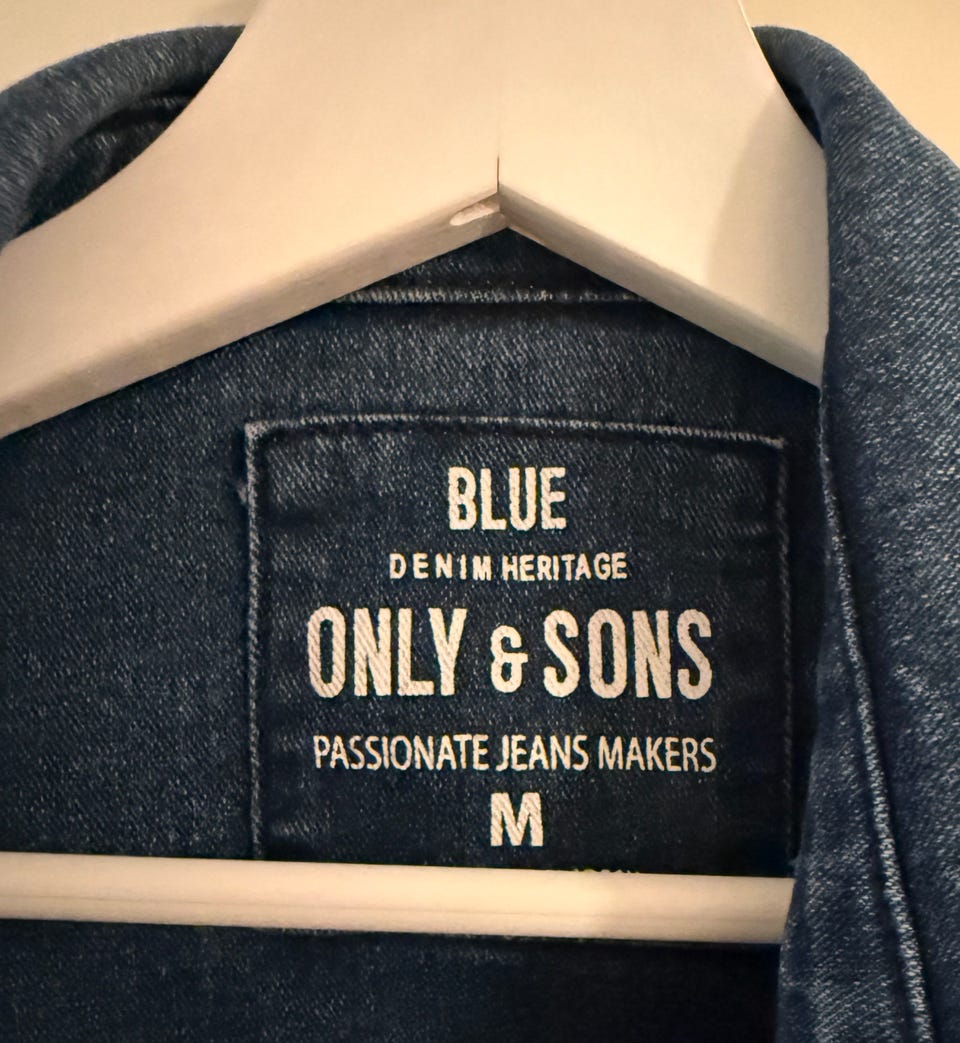 BLUE
DENIM HERITAGE
ONLY & SONS
PASSIONATE JEANS MAKERS
M